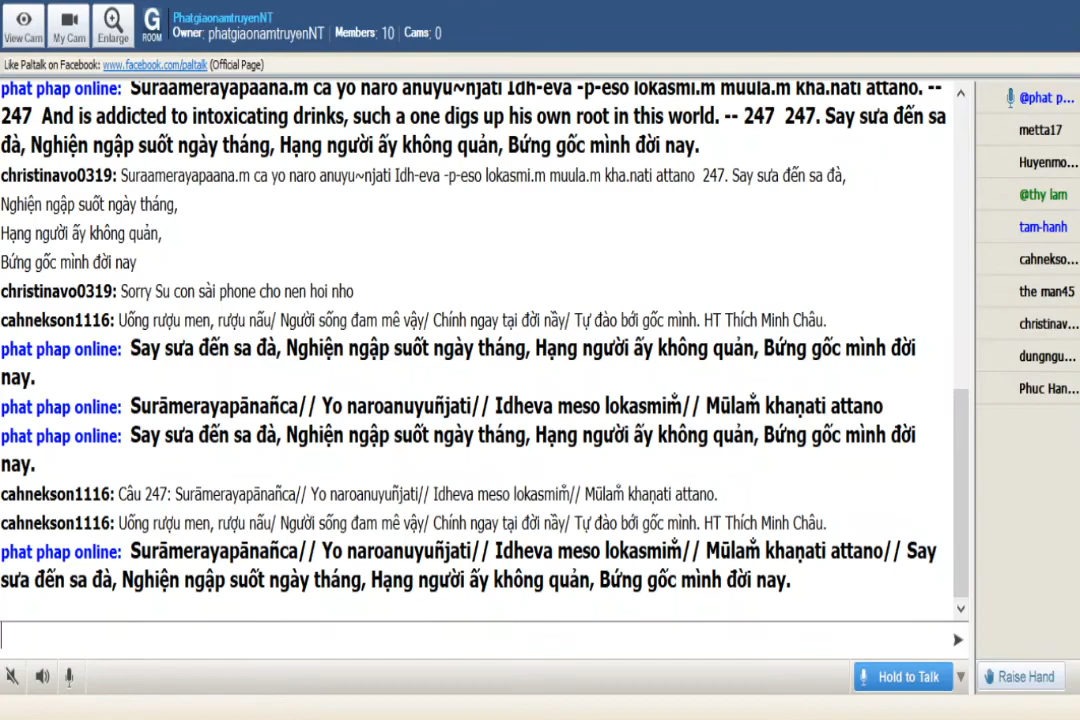 PhatgiaonamtruyenNT
View Cam
My Cam
Enlarge
G
ROOM
Owner: phatgiaonamtruyenNT | Members: 10 | Cams: 0
Like Paltalk on Facebook: www.facebook.com/paltalk (Official Page)
phat phap online: Suraamerayapaana.m ca yo naro anuyu~njati Idh-eva -p-eso lokasmi.m muula.m kha.nati attano. --
247 And is addicted to intoxicating drinks, such a one digs up his own root in this world. -- 247 247. Say sưa đến sa
đà, Nghiện ngập suốt ngày tháng, Hạng người ấy không quản, Bứng gốc mình đời nay.
christinavo0319: Suraamerayapaana.m ca yo naro anuyu~njati Idh-eva -p-eso lokasmi.m muula.m kha.nati attano 247. Say sưa đến sa đà,
Nghiện ngập suốt ngày tháng,
Hạng người ấy không quản,
Bứng gốc mình đời nay
christinavo0319: Sorry Su con sài phone cho nen hoi nho
cahnekson1116: Uống rượu men, rượu nấu/ Người sống đam mê vậy/ Chính ngay tại đời nầy/ Tự đào bới gốc mình. HT Thích Minh Châu.
phat phap online: Say sưa đến sa đà, Nghiện ngập suốt ngày tháng, Hạng người ấy không quản, Bứng gốc mình đời
nay.
phat phap online: Surāmerayapānañca// Yo naroanuyuñjati// Idheva meso lokasmiṁ// Mūlaṁ khaṇati attano
phat phap online: Say sưa đến sa đà, Nghiện ngập suốt ngày tháng, Hạng người ấy không quản, Bứng gốc mình đời
nay.
cahnekson1116: Câu 247: Surāmerayapānañca// Yo naroanuyuñjati// Idheva meso lokasmiṁ// Mūlaṁ khaṇati attano.
cahnekson1116: Uống rượu men, rượu nấu/ Người sống đam mê vậy/ Chính ngay tại đời nầy/ Tự đào bới gốc mình. HT Thích Minh Châu.
phat phap online: Surāmerayapānañca// Yo naroanuyuñjati// Idheva meso lokasmiṁ// Mūlaṁ khaṇati attano// Say
sưa đến sa đà, Nghiện ngập suốt ngày tháng, Hạng người ấy không quản, Bứng gốc mình đời nay.
@phat p...
metta17
Huyenmo...
@thy lam
tam-hanh
cahnekso...
the man45
christinav...
dungngu...
Phuc Han...
Hold to Talk
Raise Hand